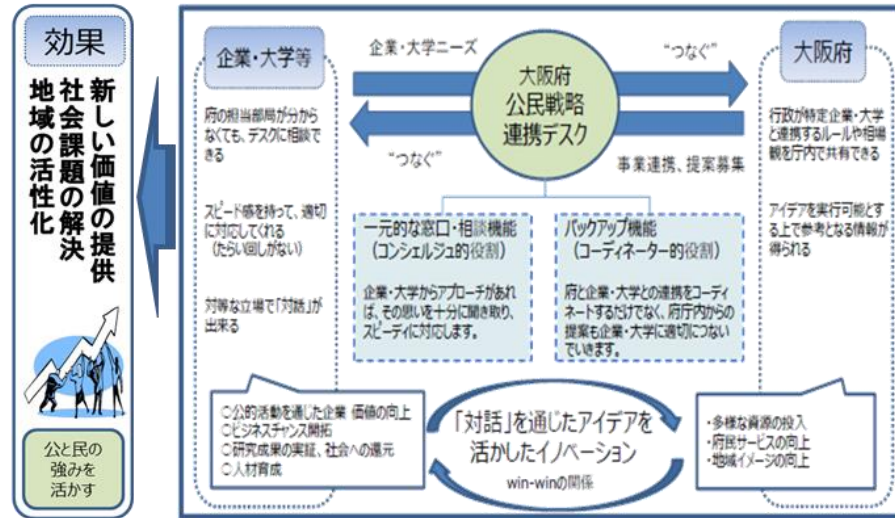 効果
新しい価値の提供
社会課題の解決
地域の活性化
公と民の
強みを
活かす
企業・大学等
府の担当部局が分から
なくても、デスクに相談で
きる
スピード感を持って、適切
に対応してくれる
(たらい回しがない)
対等な立場で「対話」が
出来る
企業・大学ニーズ
“つなぐ”
大阪府
公民戦略
連携デスク
“つなぐ”
事業連携、提案募集
大阪府
行政が特定企業・大学
と連携するルールや相場
観を庁内で共有できる
アイデアを実行可能とす
る上で参考となる情報が
得られる
一元的な窓口・相談機能
(コンシェルジュ的役割)
企業・大学からアプローチがあれ
ば、その思いを十分に聞き取り、
スピーディに対応します。
バックアップ機能
(コーディネーター的役割)
府と企業・大学との連携をコーディ
ネートするだけでなく、府庁内からの
提案も企業・大学に適切につない
でいきます。
○公的活動を通じた企業 価値の向上
○ビジネスチャンス開拓
○研究成果の実証、社会への還元
○人材育成
「対話」を通じたアイデアを
活かしたイノベーション
win-winの関係
・多様な資源の投入
・府民サービスの向上
・地域イメージの向上